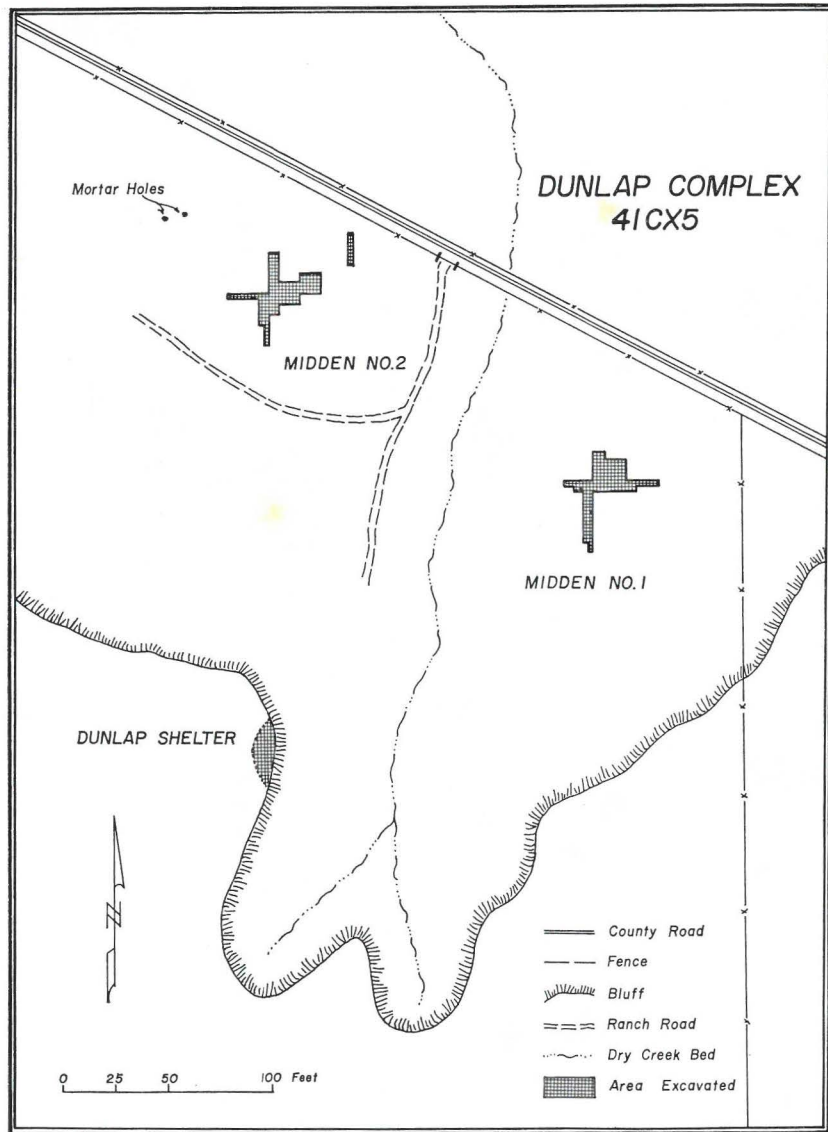 Mortar Holes
DUNLAP COMPLEX
41CX5
MIDDEN NO.2
MIDDEN NO.1
DUNLAP SHELTER
N
County Road
Fence
Bluff
Ranch Road
Dry Creek Bed
Area Excavated
0 25 50 100 Feet